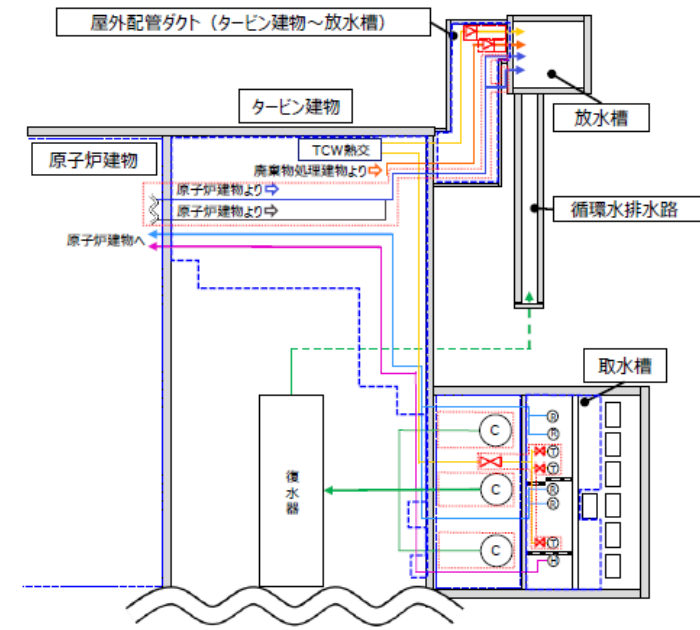 屋外配管ダクト（タービン建物～放水槽）
放水槽
タービン建物
原子炉建物
TCW熱交
廃棄物処理建物より
原子炉建物より
原子炉建物より
原子炉建物へ
循環水排水路
取水槽
復水器
C
C
C
R
R
T
T
R
R
T
H